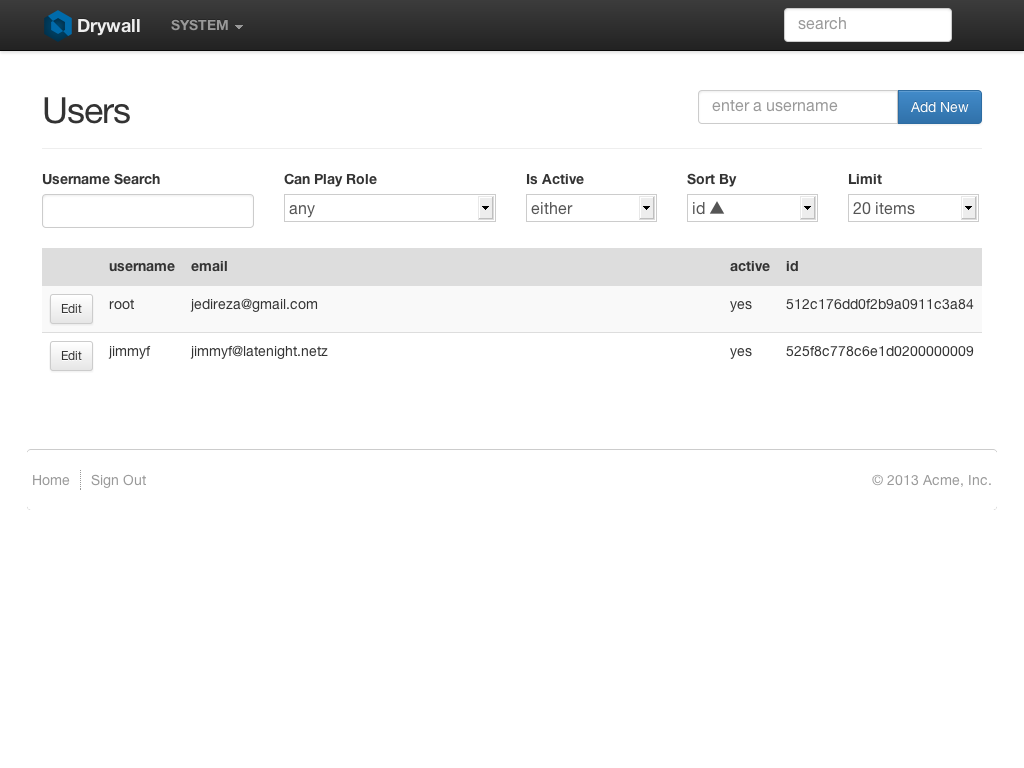 Drywall SYSTEM search
Users enter a username Add New
Username Search Can Play Role Is Active Sort By Limit
any either id ▲ 20 items
username email active id
Edit root jedireza@gmail.com yes 512c176dd0f2b9a0911c3a84
Edit jimmyf jimmyf@latenight.netz yes 525f8c778c6e1d0200000009
Home Sign Out © 2013 Acme, Inc.